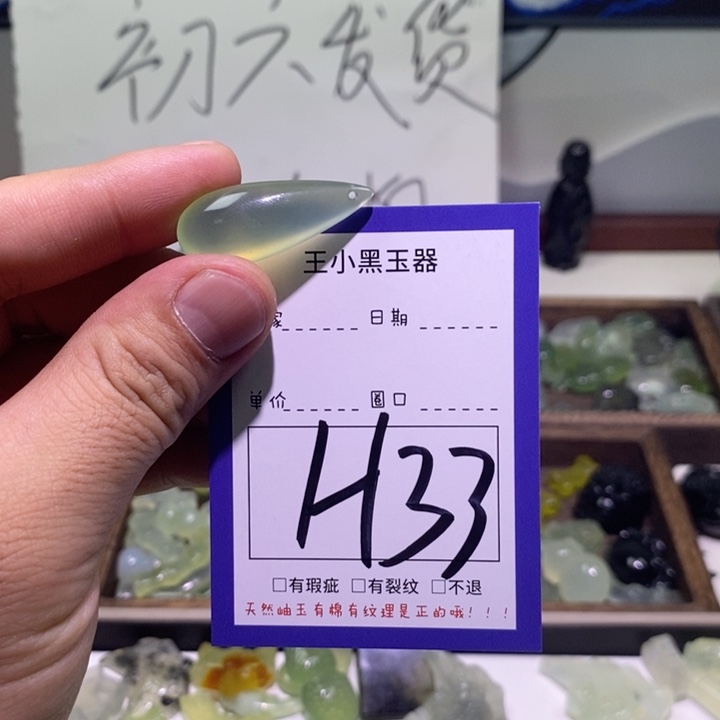 初六发货
王小黑玉器
家 日期
单价 圈口
H33
□有瑕疵 □有裂纹 □不退
天然岫玉有棉有纹理是正的哦！！！